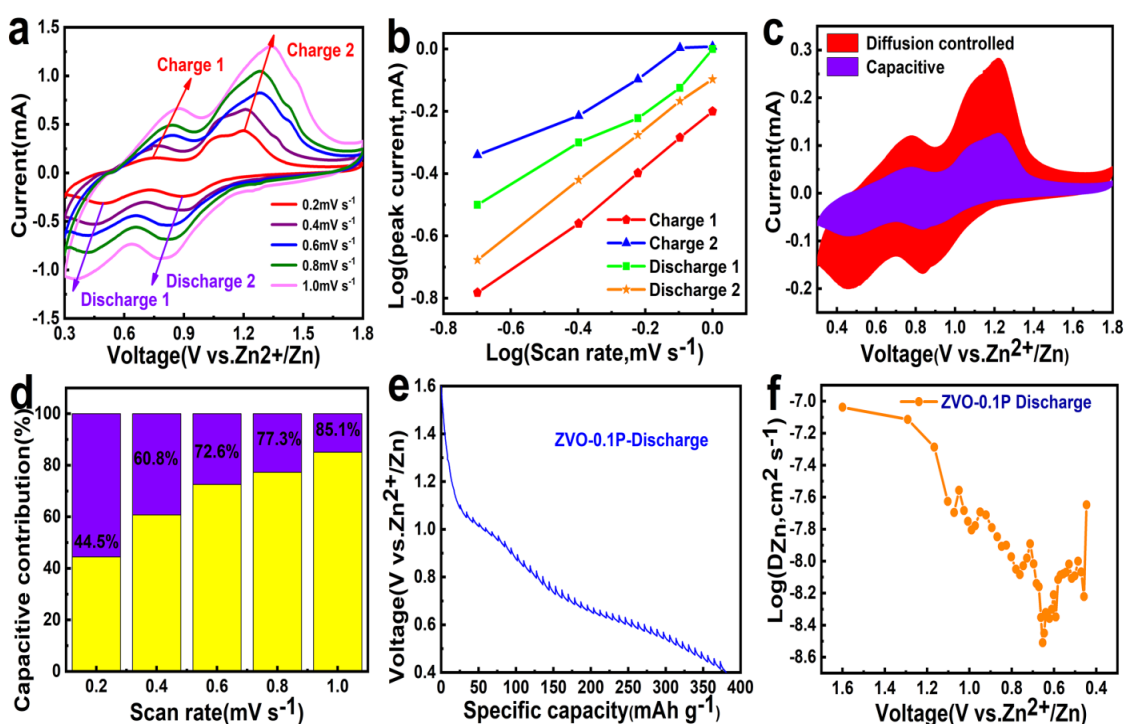 a
Current(mA)
1.5
1.0
0.5
0.0
-0.5
-1.0
-1.5
Charge 1
Charge 2
Discharge 1
Discharge 2
0.2mV s-1
0.4mV s-1
0.6mV s-1
0.8mV s-1
1.0mV s-1
0.3 0.6 0.9 1.2 1.5 1.8
Voltage(V vs.Zn2+/Zn)
b
Log(peak current,mA)
0.0
-0.2
-0.4
-0.6
-0.8
Charge 1
Charge 2
Discharge 1
Discharge 2
-0.8 -0.6 -0.4 -0.2 0.0
Log(Scan rate,mV s-1)
c
Current(mA)
0.3
0.2
0.1
0.0
-0.1
-0.2
Diffusion controlled
Capacitive
0.4 0.6 0.8 1.0 1.2 1.8
Voltage(V vs.Zn2+/Zn)
d
Capacitive contribution(%)
100
80
60
40
20
0
44.5%
60.8%
72.6%
77.3%
85.1%
0.2 0.4 0.6 0.8 1.0
Scan rate(mV s-1)
e
Voltage(V vs.Zn2+/Zn)
1.6
1.4
1.2
1.0
0.8
0.6
0.4
ZVO-0.1P-Discharge
0 50 100 150 200 250 300 350 400
Specific capacity(mAh g-1)
f
Log(DZn,cm2 s-1)
-7.0
-7.2
-7.4
-7.6
-7.8
-8.0
-8.2
-8.4
-8.6
ZVO-0.1P Discharge
1.6 1.4 1.2 1.0 0.8 0.6 0.4
Voltage(V vs.Zn2+/Zn)